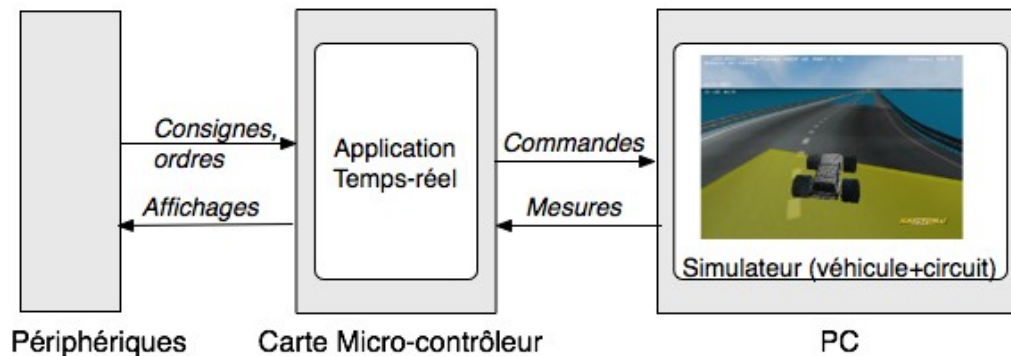 Consignes,
ordres
Affichages
Application
Temps-réel
Commandes
Mesures
Simulateur (véhicule+circuit)
Périphériques
Carte Micro-contrôleur
PC